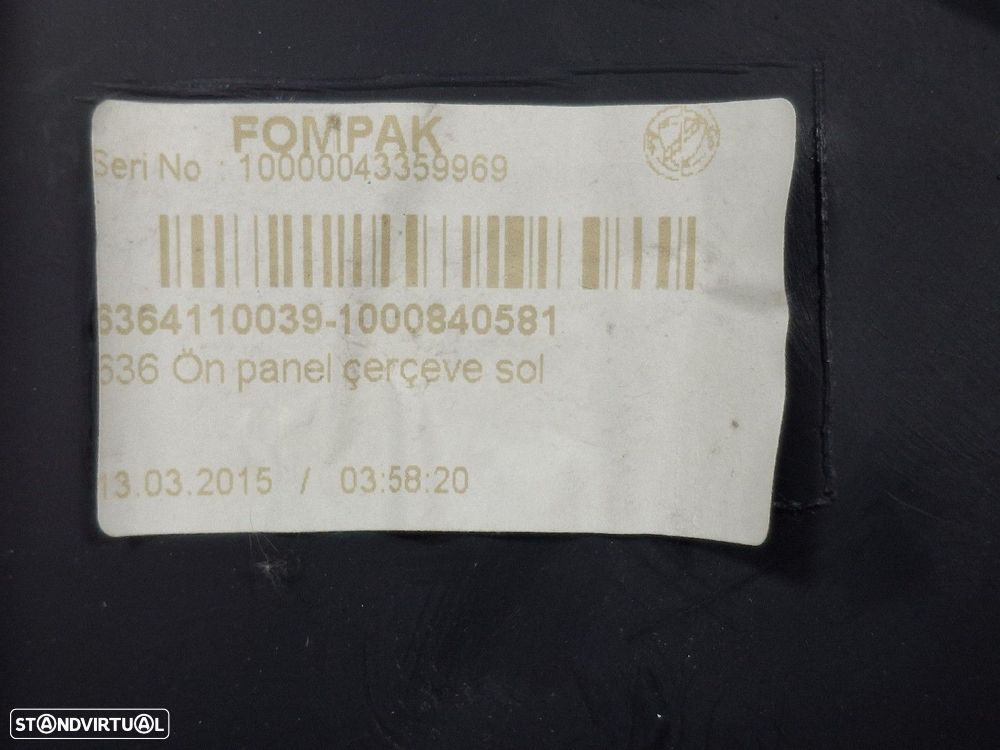 FOMPAK
Seri No : 10000043359969
6364110039-1000840581
636 Ön panel çerçeve sol
13.03.2015 / 03:58:20
STANDVIRTUAL